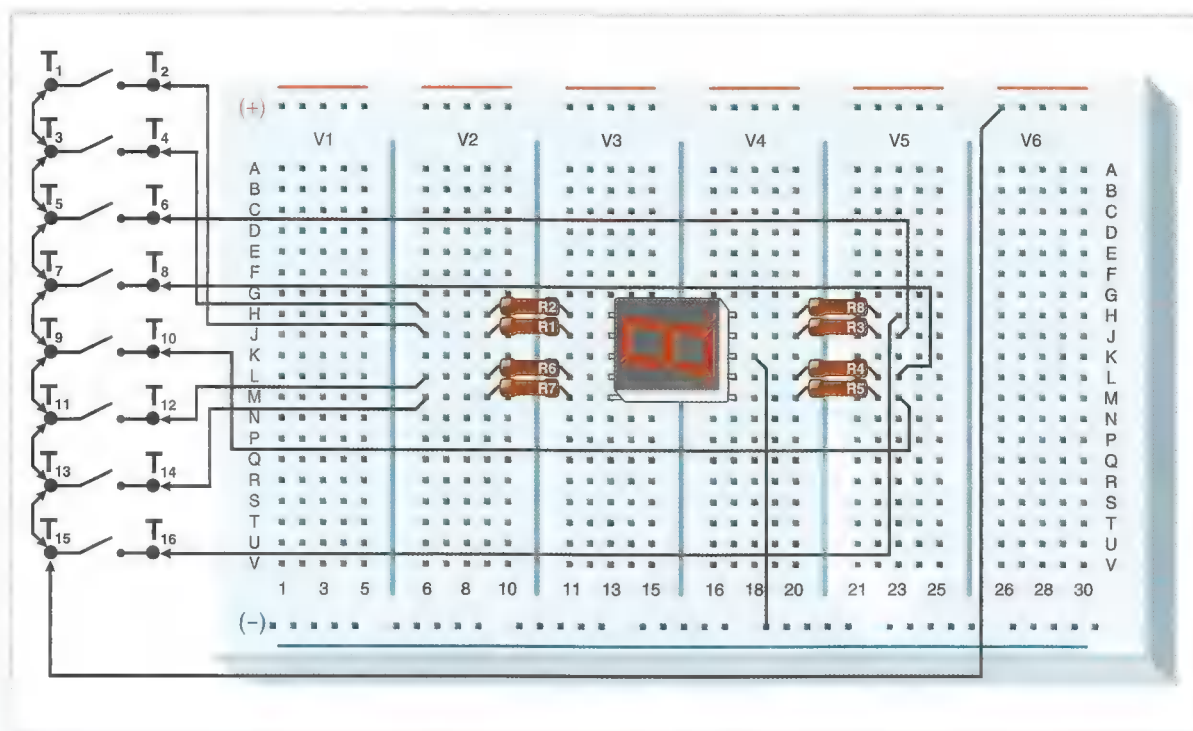 T1 T2
(+)
T3 T4 V1 V2 V3 V4 V5 V6
A A
B B
T5 T6 C C
D D
E E
T7 T8 F F
G G
H R2 R8 H
J R1 R3 J
T9 T10 K K
L R6 R4 L
M R7 R5 M
T11 T12 N N
P P
Q Q
T13 T14 R R
S S
T T
T15 T16 U U
V V
1 3 5 6 8 10 11 13 15 16 18 20 21 23 25 26 28 30
(-)